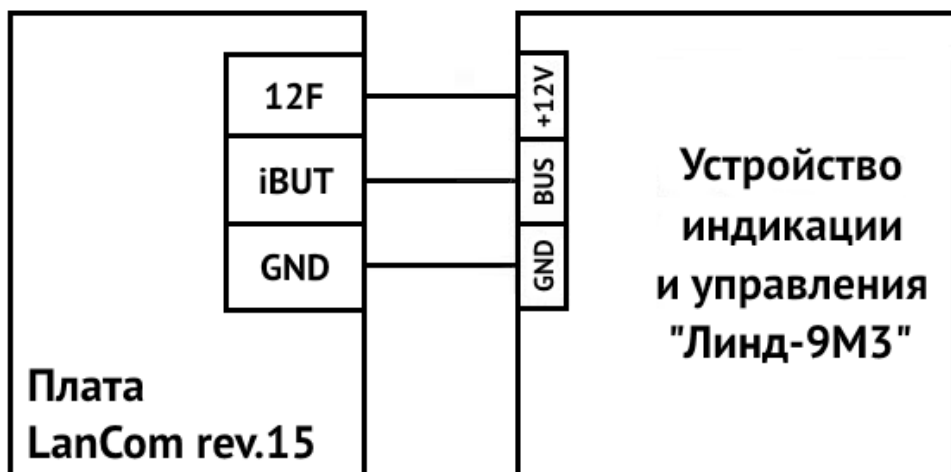 12F
iBUT
GND
+12V
BUS
GND
Устройство
индикации
и управления
"Линд-9М3"
Плата
LanCom rev.15